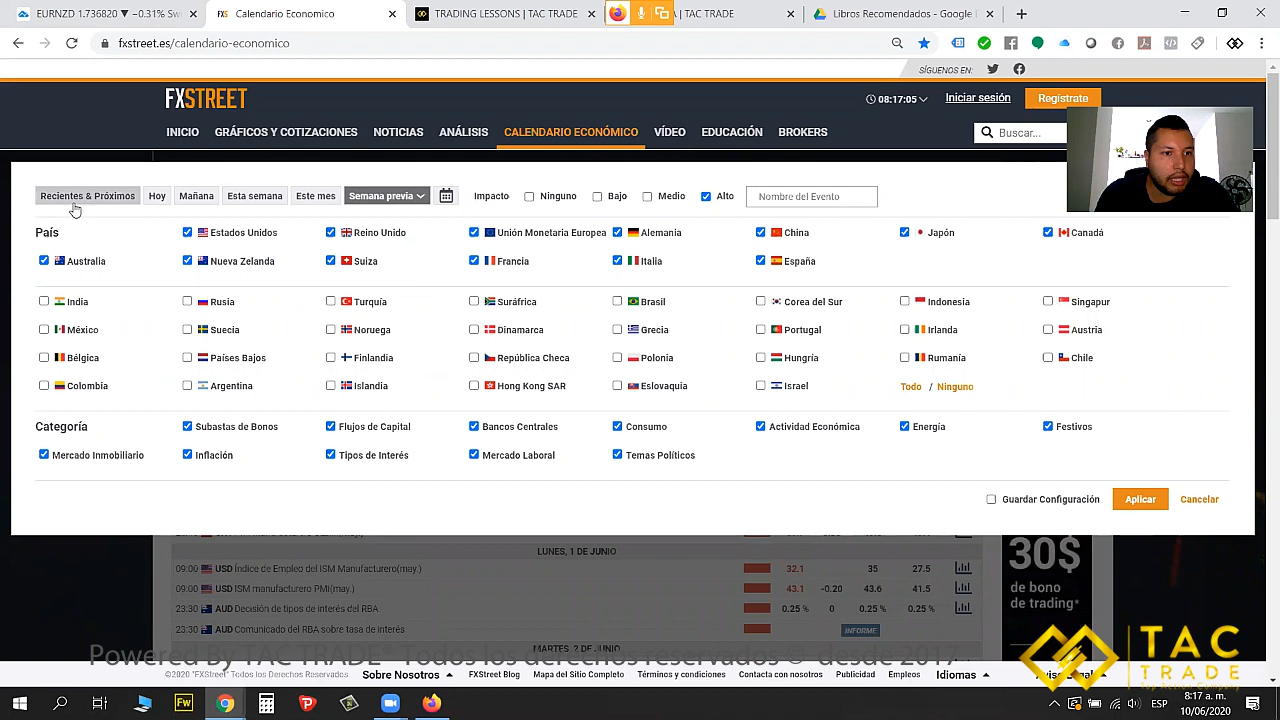 EURNZD 1.736820 ▼ −0.31% Sw
Calendario Economico
TRADING LESSONS | TAC TRADE
| TAC TRADE
Libros Recomendados. - Google
fxstreet.es/calendario-economico
SÍGUENOS EN:
FXSTREET
08:17:05
Iniciar sesión
Regístrate
INICIO
GRÁFICOS Y COTIZACIONES
NOTICIAS
ANÁLISIS
CALENDARIO ECONÓMICO
VÍDEO
EDUCACIÓN
BROKERS
Buscar...
Recientes & Próximos
Hoy
Mañana
Esta semana
Este mes
Semana previa
Impacto
Ninguno
Bajo
Medio
Alto
Nombre del Evento
País
Estados Unidos
Reino Unido
Unión Monetaria Europea
Alemania
China
Japón
Canadá
Australia
Nueva Zelanda
Suiza
Francia
Italia
España
India
Rusia
Turquía
Suráfrica
Brasil
Corea del Sur
Indonesia
Singapur
México
Suecia
Noruega
Dinamarca
Grecia
Portugal
Irlanda
Austria
Bélgica
Países Bajos
Finlandia
República Checa
Polonia
Hungría
Rumanía
Chile
Colombia
Argentina
Islandia
Hong Kong SAR
Eslovaquia
Israel
Todo / Ninguno
Categoría
Subastas de Bonos
Flujos de Capital
Bancos Centrales
Consumo
Actividad Económica
Energía
Festivos
Mercado Inmobiliario
Inflación
Tipos de Interés
Mercado Laboral
Temas Políticos
Guardar Configuración
Aplicar
Cancelar
LUNES, 1 DE JUNIO
09:00 USD Índice de Empleo del ISM Manufacturero(may.) 32.1 35 27.5
09:00 USD ISM manufacturero PMI(may.) 43.1 -0.20 43.6 41.5
23:30 AUD Decisión de tipos de interés del RBA 0.25 % 0 0.25 % 0.25 %
23:30 AUD Comunicado del RBA sobre tasa de interés INFORME
MARTES, 2 DE JUNIO
30$
de bono
de trading*
Powered By TAC TRADE - Todos los derechos reservados © desde 2017
TAC
TRADE
©2020 "FXStreet" Todos los Derechos Reservados
Sobre Nosotros
FXStreet Blog
Mapa del Sitio Completo
Términos y condiciones
Contacta con nosotros
Publicidad
Empleos
Idiomas
Aviso Legal
Fw
ESP
8:17 a. m.
10/06/2020